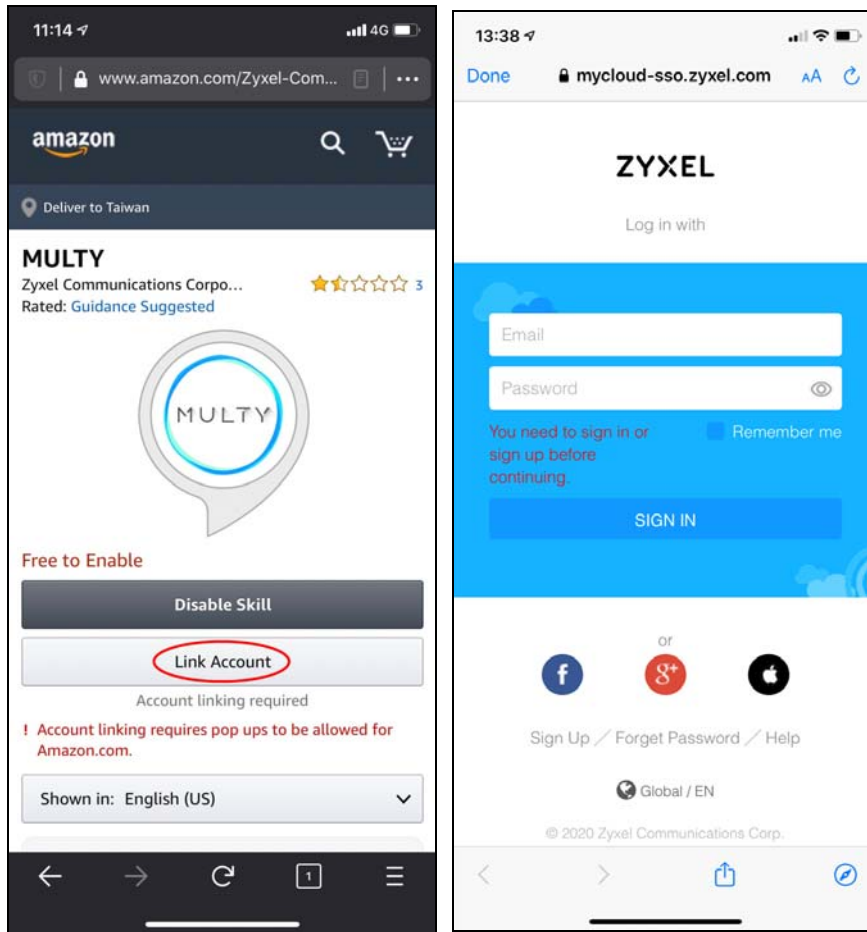 11:14
4G
www.amazon.com/Zyxel-Com...
amazon
Deliver to Taiwan
MULTY
Zyxel Communications Corpo...
3
Rated: Guidance Suggested
MULTY
Free to Enable
Disable Skill
Link Account
Account linking required
! Account linking requires pop ups to be allowed for
Amazon.com.
Shown in: English (US)
1
13:38
Done
mycloud-sso.zyxel.com
AA
ZYXEL
Log in with
Email
Password
You need to sign in or
sign up before
continuing.
Remember me
SIGN IN
or
f
g+
Sign Up / Forget Password / Help
Global / EN
© 2020 Zyxel Communications Corp.